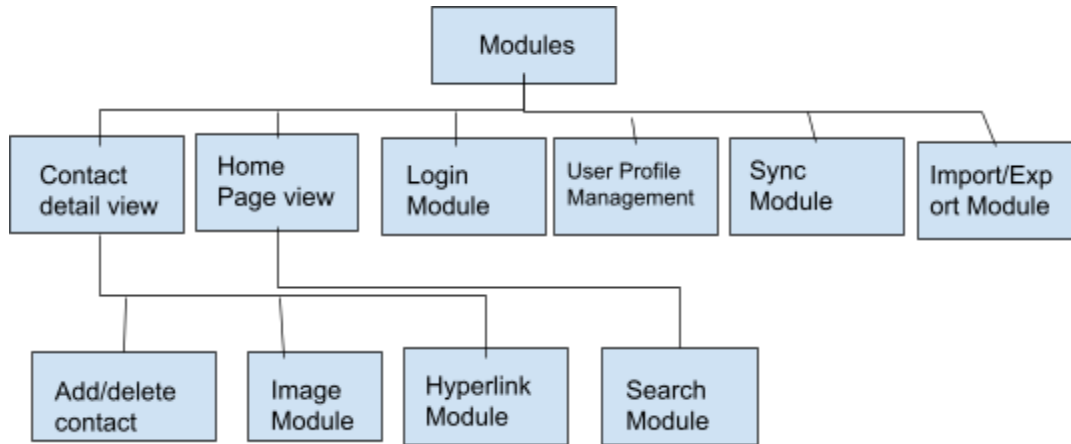 Modules
Contact
detail view
Home
Page view
Login
Module
User Profile
Management
Sync
Module
Import/Exp
ort Module
Add/delete
contact
Image
Module
Hyperlink
Module
Search
Module